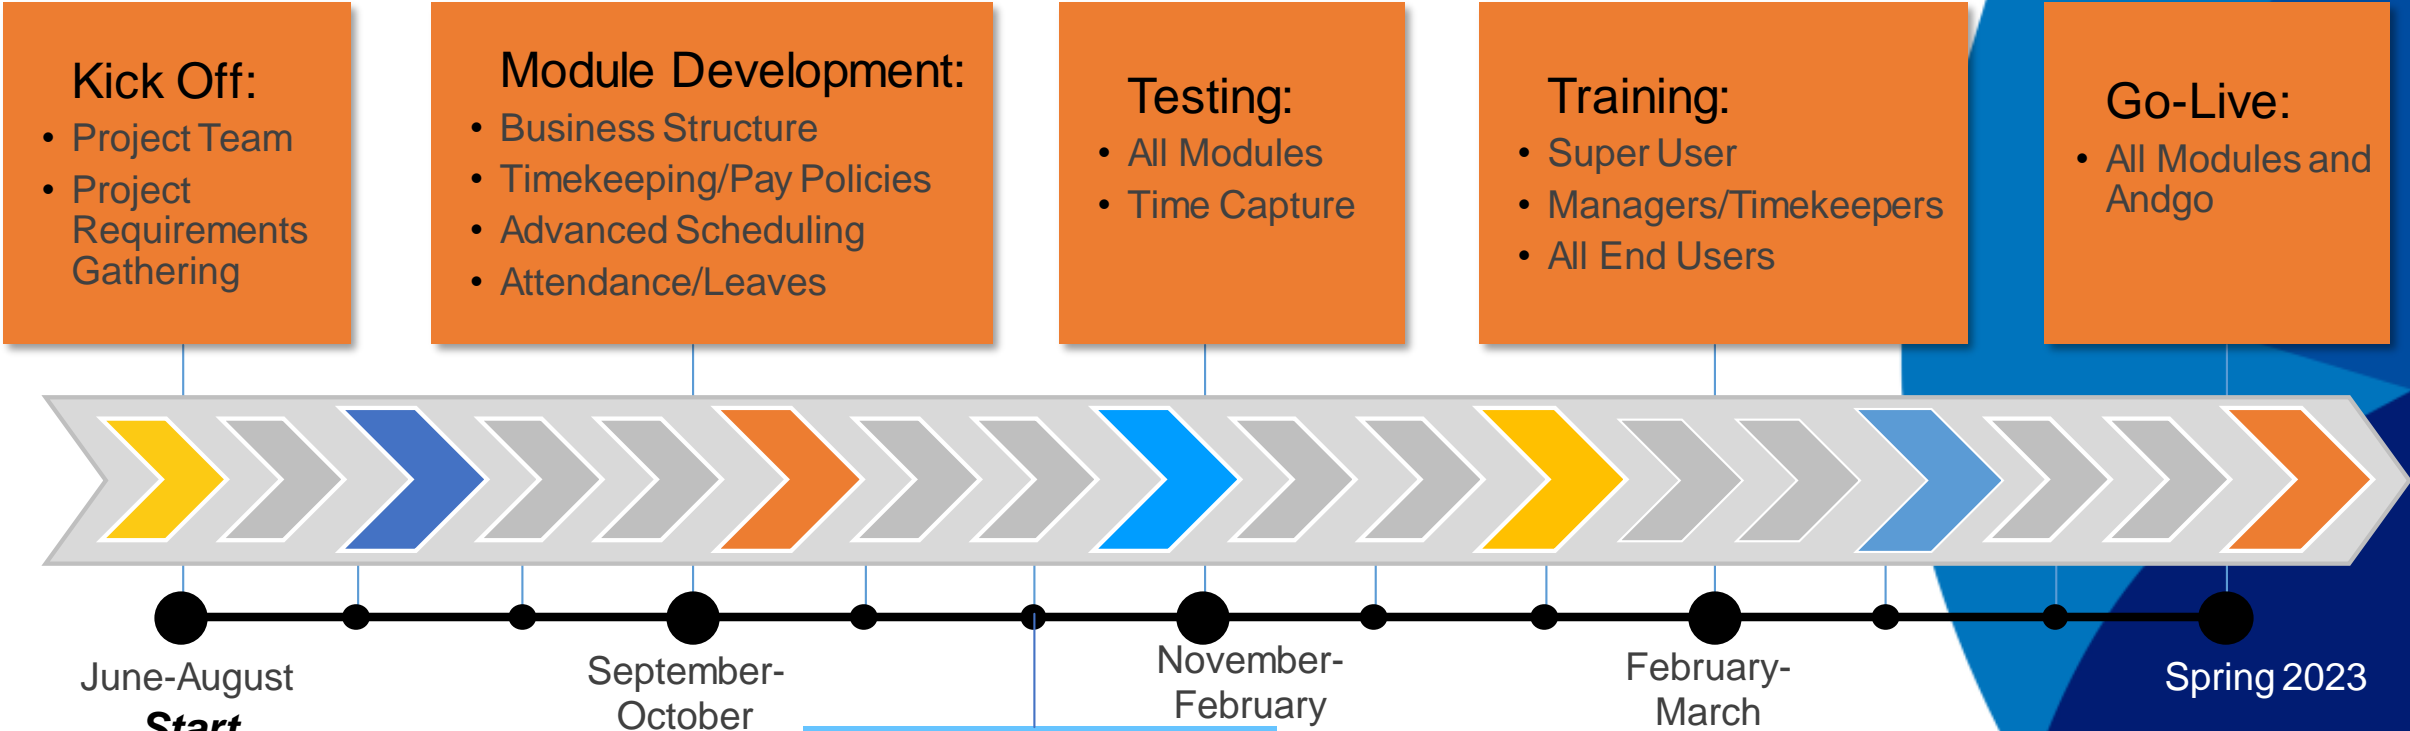 Kick Off:
• Project Team
• Project
Requirements
Gathering
Module Development:
• Business Structure
• Timekeeping/Pay Policies
• Advanced Scheduling
• Attendance/Leaves
Testing:
• All Modules
• Time Capture
Training:
• Super User
• Managers/Timekeepers
• All End Users
Go-Live:
• All Modules and
Andgo
June-August
Start
September-
October
November-
February
February-
March
Spring 2023